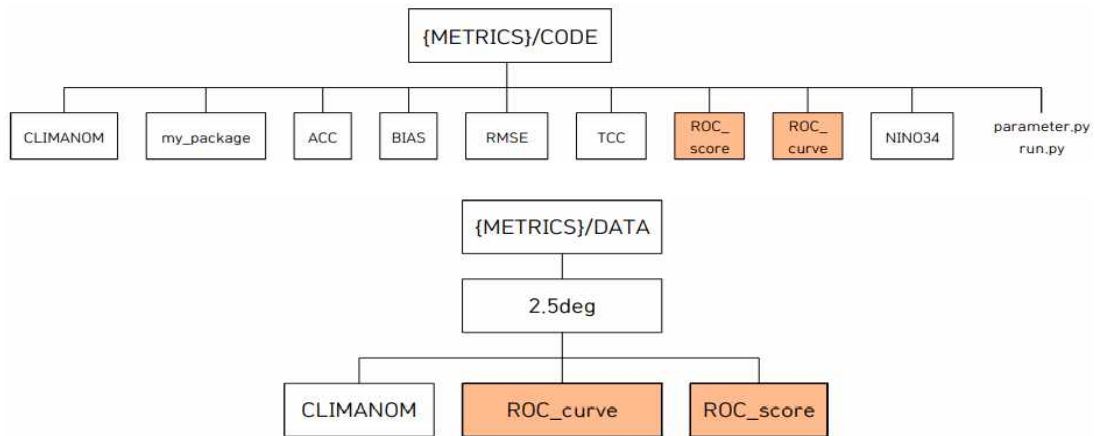 {METRICS}/CODE
CLIMANOM
my_package
ACC
BIAS
RMSE
TCC
ROC_
score
ROC_
curve
NINO34
parameter.py
run.py
{METRICS}/DATA
2.5deg
CLIMANOM
ROC_curve
ROC_score